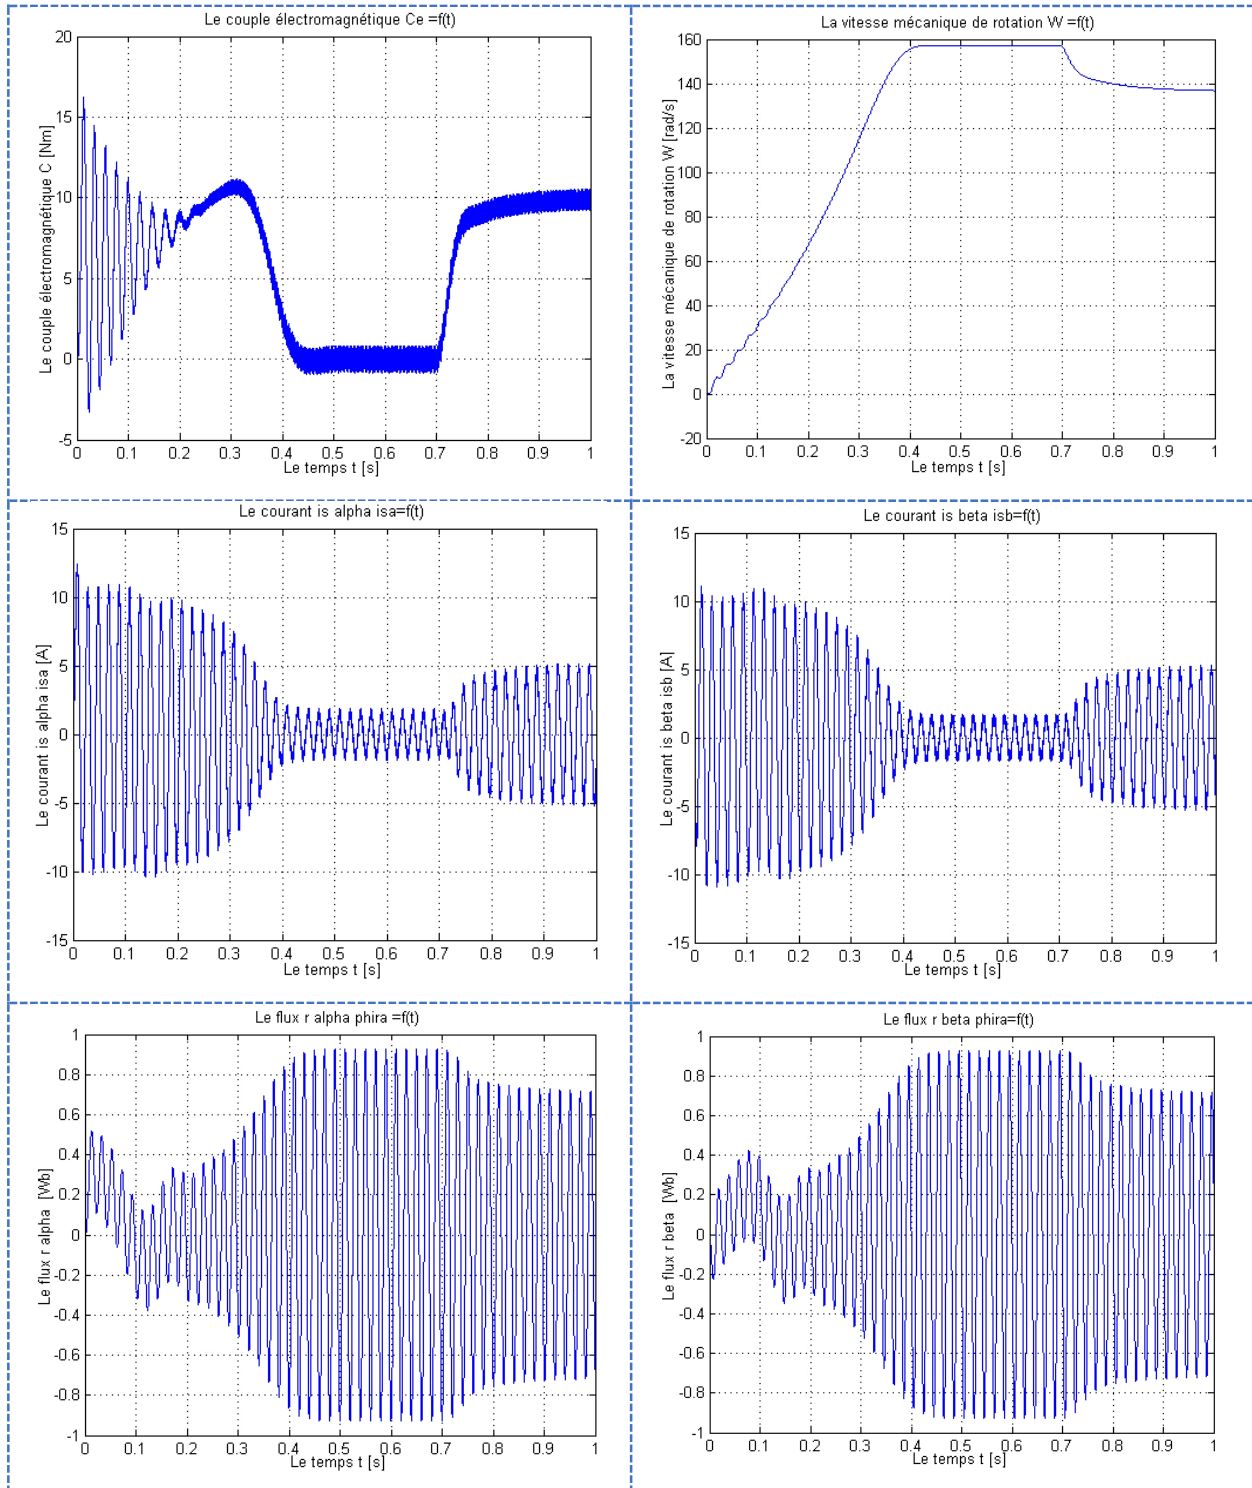 Le couple électromagnétique Ce =f(t)
Le couple électromagnétique C [Nm]
20
15
10
5
0
-5
0 0.1 0.2 0.3 0.4 0.5 0.6 0.7 0.8 0.9 1
Le temps t [s]
La vitesse mécanique de rotation W =f(t)
La vitesse mécanique de rotation W [rad/s]
160
140
120
100
80
60
40
20
0
-20
0 0.1 0.2 0.3 0.4 0.5 0.6 0.7 0.8 0.9 1
Le temps t [s]
Le courant is alpha isa=f(t)
Le courant is alpha isa [A]
15
10
5
0
-5
-10
-15
0 0.1 0.2 0.3 0.4 0.5 0.6 0.7 0.8 0.9 1
Le temps t [s]
Le courant is beta isb=f(t)
Le courant is beta isb [A]
15
10
5
0
-5
-10
-15
0 0.1 0.2 0.3 0.4 0.5 0.6 0.7 0.8 0.9 1
Le temps t [s]
Le flux r alpha phira =f(t)
Le flux r alpha [Wb]
1
0.8
0.6
0.4
0.2
0
-0.2
-0.4
-0.6
-0.8
-1
0 0.1 0.2 0.3 0.4 0.5 0.6 0.7 0.8 0.9 1
Le temps t [s]
Le flux r beta phira=f(t)
Le flux r beta [Wb]
1
0.8
0.6
0.4
0.2
0
-0.2
-0.4
-0.6
-0.8
-1
0 0.1 0.2 0.3 0.4 0.5 0.6 0.7 0.8 0.9 1
Le temps t [s]